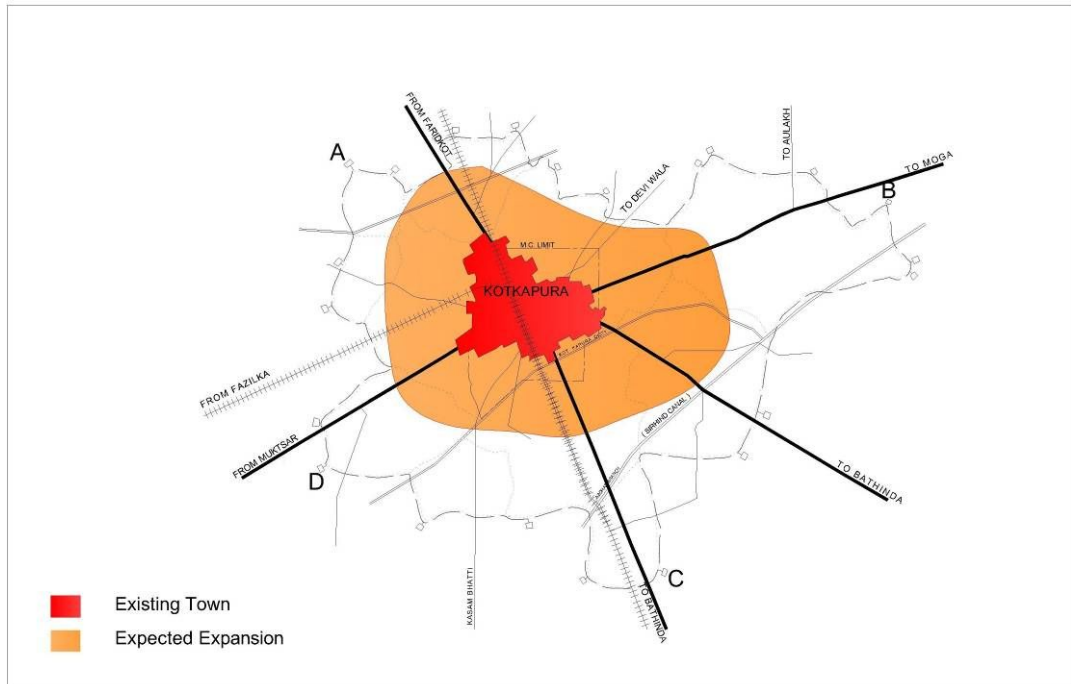 A
FROM FARIDKOT
TO AULAKH
TO MOGA
B
TO DEVI WALA
M.C. LIMIT
KOTKAPURA
FROM FAZILKA
( SIRHIND CANAL )
FROM MUKTSAR
D
TO BATHINDA
C
KASAM BHATTI
TO BATHINDA
Existing Town
Expected Expansion